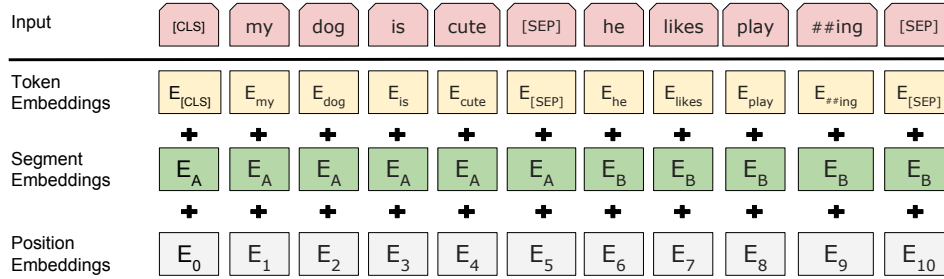 Input [CLS] my dog is cute [SEP] he likes play ##ing [SEP]
Token Embeddings E[CLS] Emy Edog Eis Ecute E[SEP] Ehe Elikes Eplay E##ing E[SEP]
+ + + + + + + + + + +
Segment Embeddings EA EA EA EA EA EA EB EB EB EB EB
+ + + + + + + + + + +
Position Embeddings E0 E1 E2 E3 E4 E5 E6 E7 E8 E9 E10